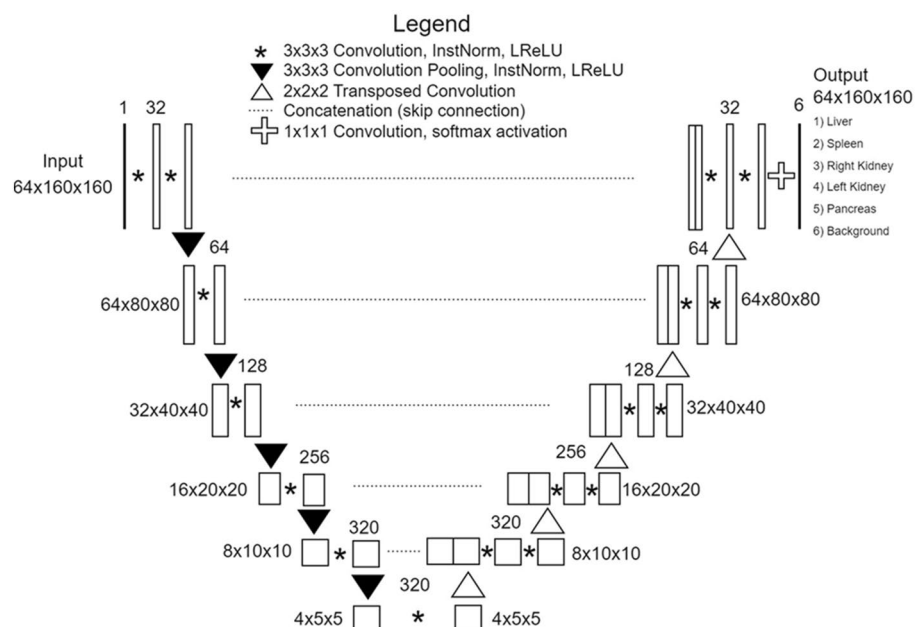 Legend
3x3x3 Convolution, InstNorm, LReLU
3x3x3 Convolution Pooling, InstNorm, LReLU
2x2x2 Transposed Convolution
Concatenation (skip connection)
1x1x1 Convolution, softmax activation
1 32
Input
64x160x160
32 6
Output
64x160x160
1) Liver
2) Spleen
3) Right Kidney
4) Left Kidney
5) Pancreas
6) Background
64 64
64x80x80 64x80x80
128 128
32x40x40 32x40x40
256 256
16x20x20 16x20x20
320 320
8x10x10 8x10x10
320
4x5x5 4x5x5